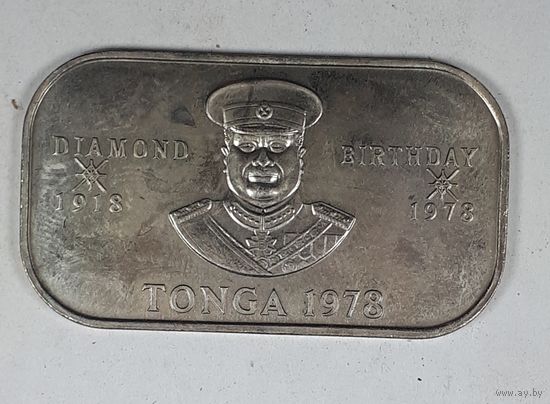 DIAMOND BIRTHDAY
1918 1978
TONGA 1978
www.ay.by